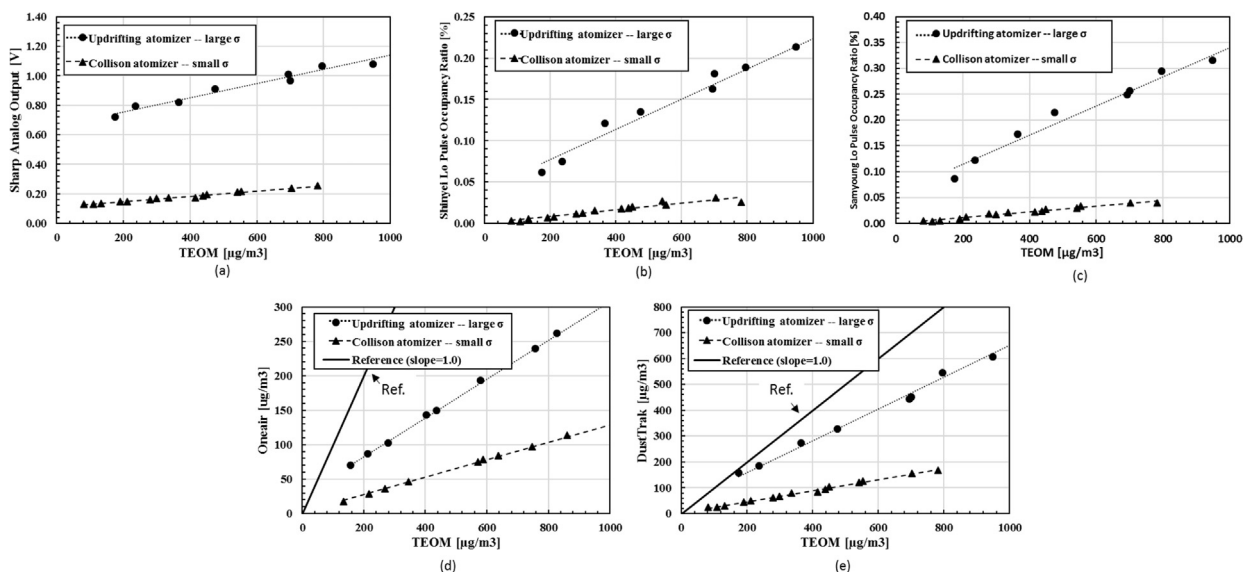 1.40
1.20
1.00
0.80
0.60
0.40
0.20
0.00
Sharp Analog Output [V]
Updrifting atomizer -- large σ
Collison atomizer -- small σ
0 200 400 600 800 1000
TEOM [µg/m3]
(a)
0.25
0.20
0.15
0.10
0.05
0.00
Shinyel Lo Pulse Occupancy Ratio [%]
Updrifting atomizer -- large σ
Collison atomizer -- small σ
0 200 400 600 800 1000
TEOM [µg/m3]
(b)
0.40
0.35
0.30
0.25
0.20
0.15
0.10
0.05
0.00
Samyoung Lo Pulse Occupancy Ratio [%]
Updrifting atomizer -- large σ
Collison atomizer -- small σ
0 200 400 600 800 1000
TEOM [µg/m3]
(c)
300
250
200
150
100
50
0
Oneair [ug/m3]
Updrifting atomizer -- large σ
Collison atomizer -- small σ
Reference (slope=1.0)
Ref.
0 200 400 600 800 1000
TEOM [µg/m3]
(d)
800
700
600
500
400
300
200
100
0
DustTrak [µg/m3]
Updrifting atomizer -- large σ
Collison atomizer -- small σ
Reference (slope=1.0)
Ref.
0 200 400 600 800 1000
TEOM [µg/m3]
(e)